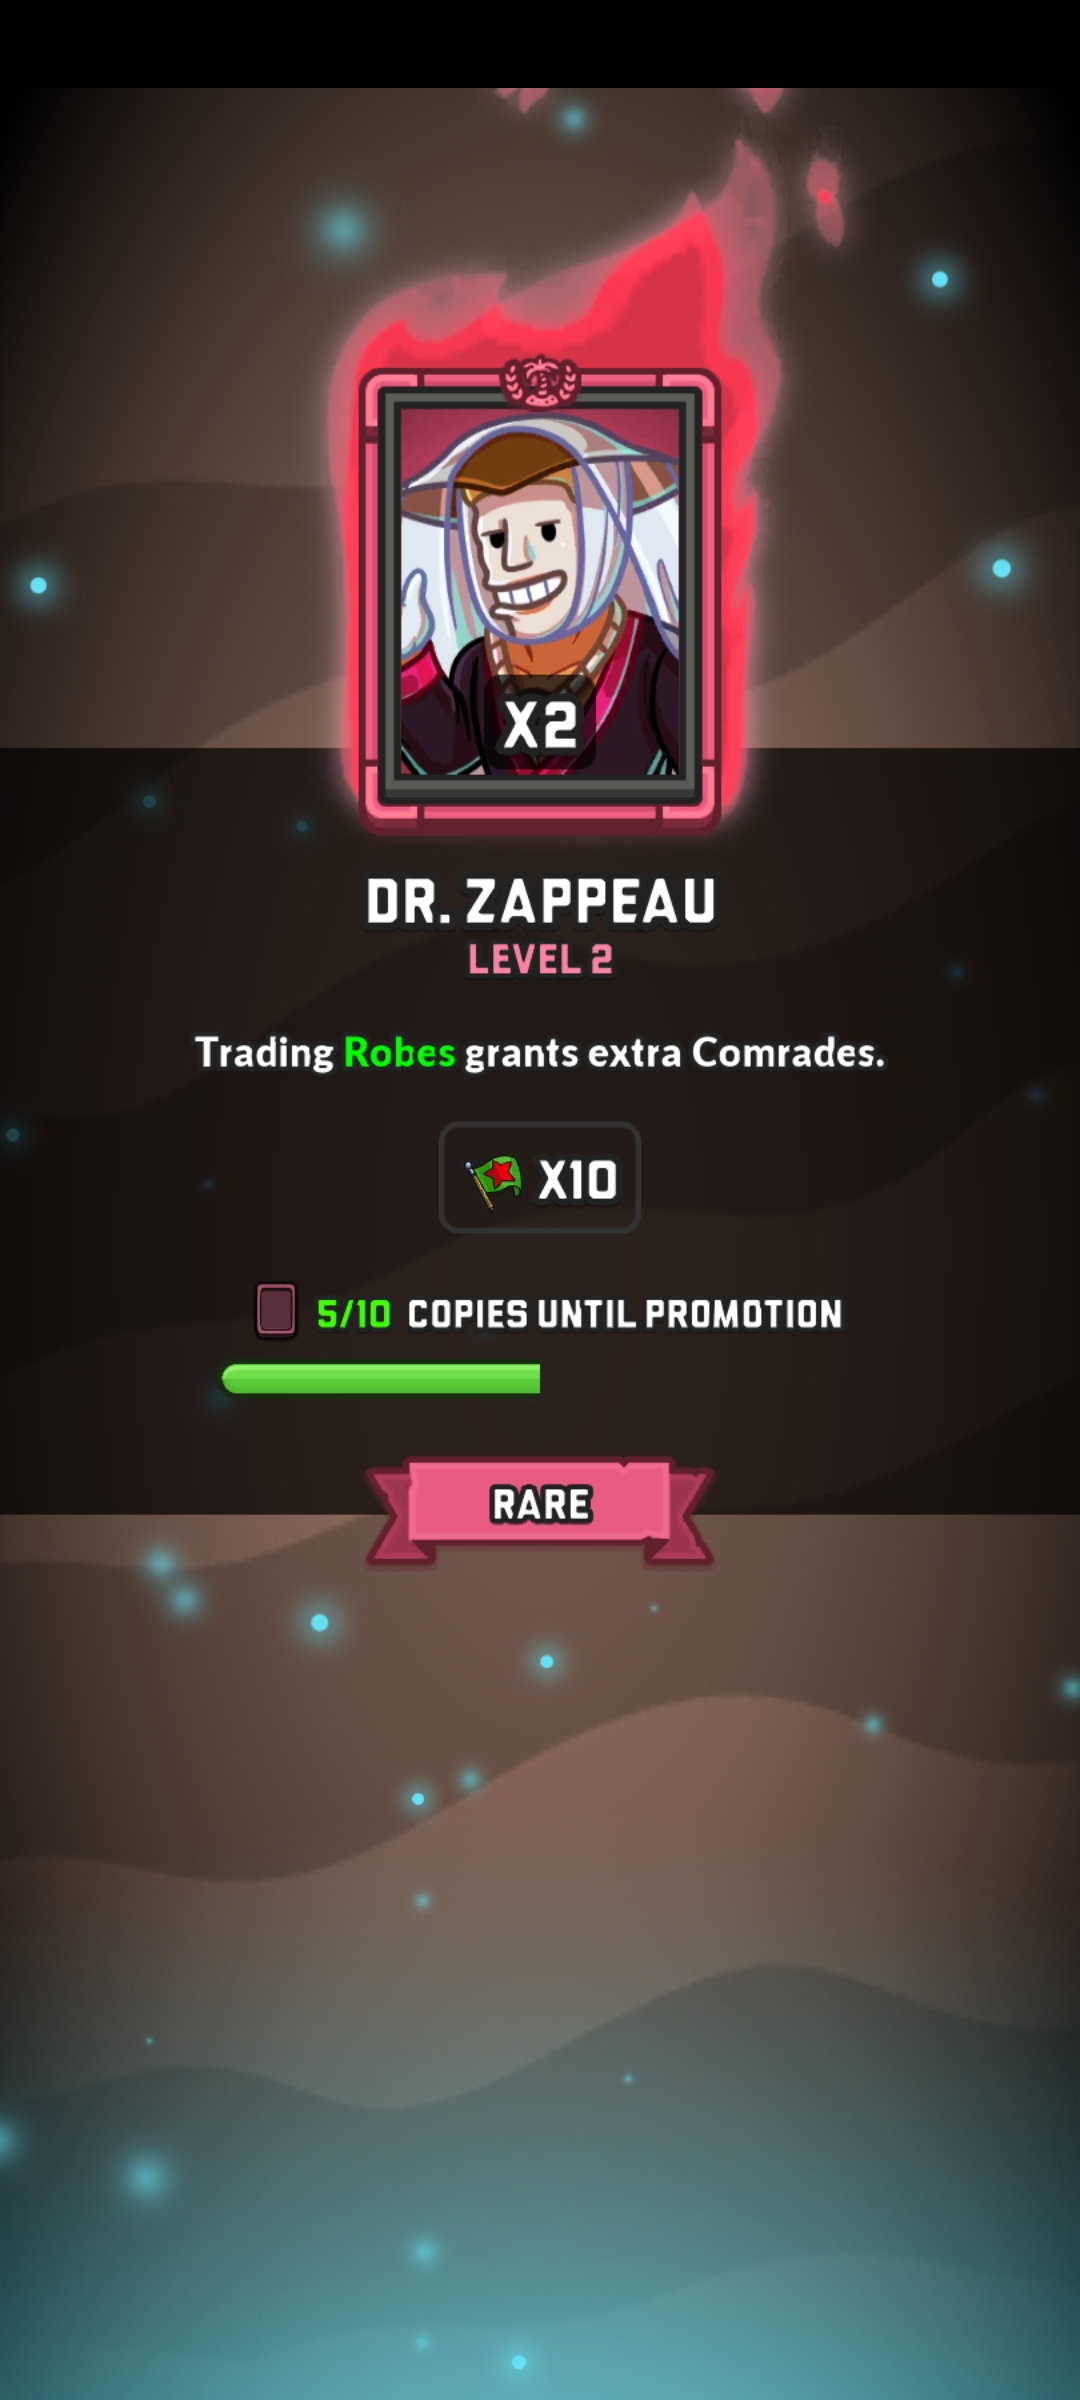 X2
DR. ZAPPEAU
LEVEL 2
Trading Robes grants extra Comrades.
X10
5/10 COPIES UNTIL PROMOTION
RARE